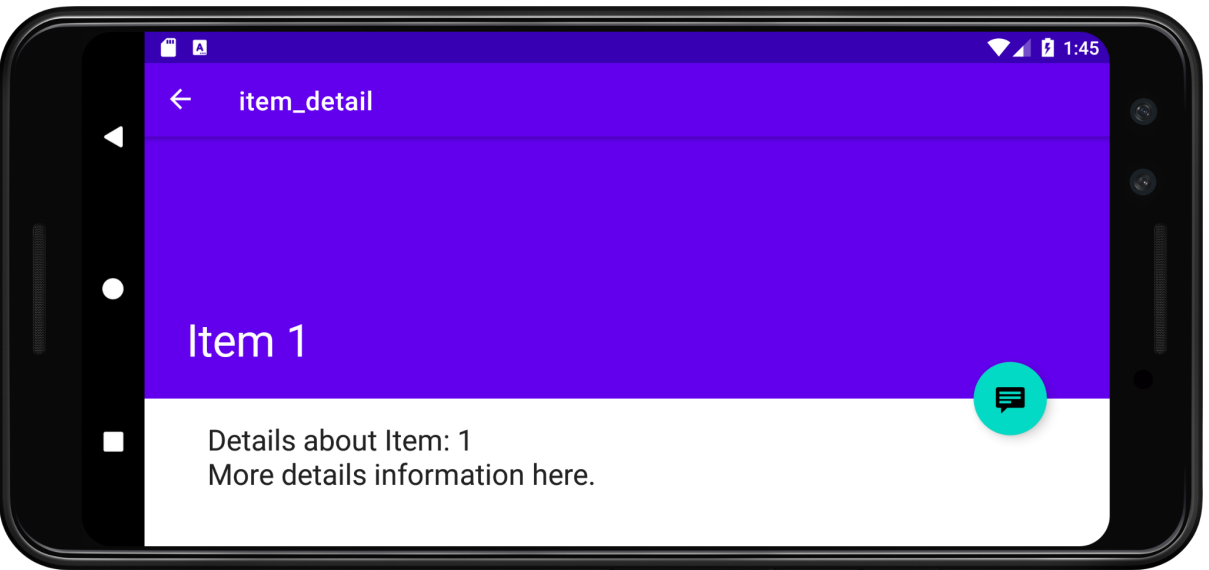 1:45
item_detail
Item 1
Details about Item: 1
More details information here.